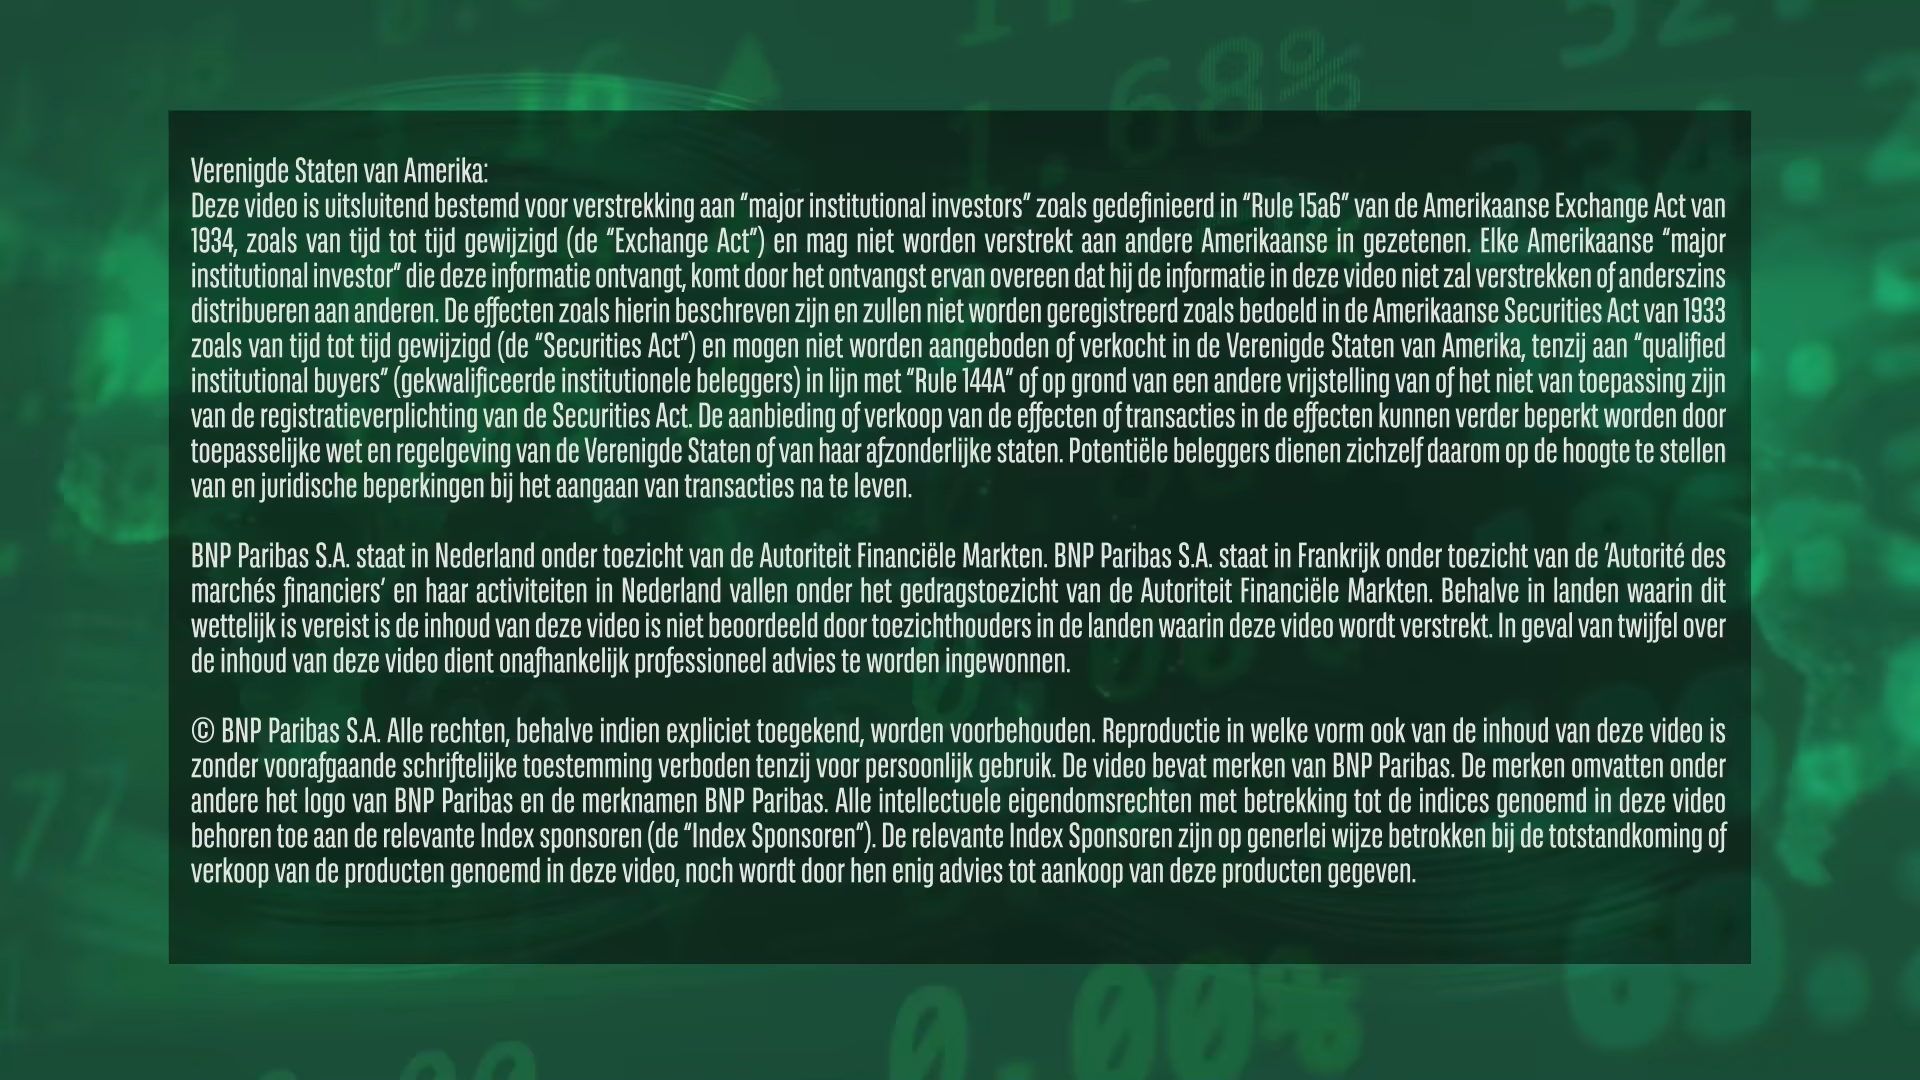 Verenigde Staten van Amerika:
Deze video is uitsluitend bestemd voor verstrekking aan “major institutional investors” zoals gedefinieerd in “Rule 15a6” van de Amerikaanse Exchange Act van
1934, zoals van tijd tot tijd gewijzigd (de “Exchange Act”) en mag niet worden verstrekt aan andere Amerikaanse in gezetenen. Elke Amerikaanse “major
institutional investor” die deze informatie ontvangt, komt door het ontvangst ervan overeen dat hij de informatie in deze video niet zal verstrekken of anderszins
distribueren aan anderen. De effecten zoals hierin beschreven zijn en zullen niet worden geregistreerd zoals bedoeld in de Amerikaanse Securities Act van 1933
zoals van tijd tot tijd gewijzigd (de “Securities Act”) en mogen niet worden aangeboden of verkocht in de Verenigde Staten van Amerika, tenzij aan “qualified
institutional buyers” (gekwalificeerde institutionele beleggers) in lijn met “Rule 144A” of op grond van een andere vrijstelling van of het niet van toepassing zijn
van de registratieverplichting van de Securities Act. De aanbieding of verkoop van de effecten of transacties in de effecten kunnen verder beperkt worden door
toepasselijke wet en regelgeving van de Verenigde Staten of van haar afzonderlijke staten. Potentiële beleggers dienen zichzelf daarom op de hoogte te stellen
van en juridische beperkingen bij het aangaan van transacties na te leven.
BNP Paribas S.A. staat in Nederland onder toezicht van de Autoriteit Financiële Markten. BNP Paribas S.A. staat in Frankrijk onder toezicht van de ‘Autorité des
marchés financiers’ en haar activiteiten in Nederland vallen onder het gedragstoezicht van de Autoriteit Financiële Markten. Behalve in landen waarin dit
wettelijk is vereist is de inhoud van deze video is niet beoordeeld door toezichthouders in de landen waarin deze video wordt verstrekt. In geval van twijfel over
de inhoud van deze video dient onafhankelijk professioneel advies te worden ingewonnen.
© BNP Paribas S.A. Alle rechten, behalve indien expliciet toegekend, worden voorbehouden. Reproductie in welke vorm ook van de inhoud van deze video is
zonder voorafgaande schriftelijke toestemming verboden tenzij voor persoonlijk gebruik. De video bevat merken van BNP Paribas. De merken omvatten onder
andere het logo van BNP Paribas en de merknamen BNP Paribas. Alle intellectuele eigendomsrechten met betrekking tot de indices genoemd in deze video
behoren toe aan de relevante Index sponsoren (de “Index Sponsoren”). De relevante Index Sponsoren zijn op generlei wijze betrokken bij de totstandkoming of
verkoop van de producten genoemd in deze video, noch wordt door hen enig advies tot aankoop van deze producten gegeven.